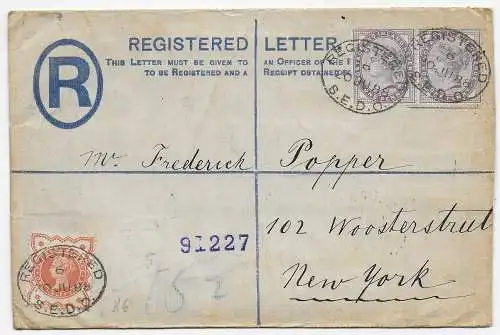 REGISTERED LETTER.
THIS LETTER MUST BE GIVEN TO AN OFFICER OF THE
TO BE REGISTERED AND A RECEIPT OBTAINED
R
REGISTERED
S.E.D.O.
REGISTERED
S.E.D.O.
Mr. Frederick Popper
102 Woosterstreet
New York
91227
REGISTERED
S.E.D.O.